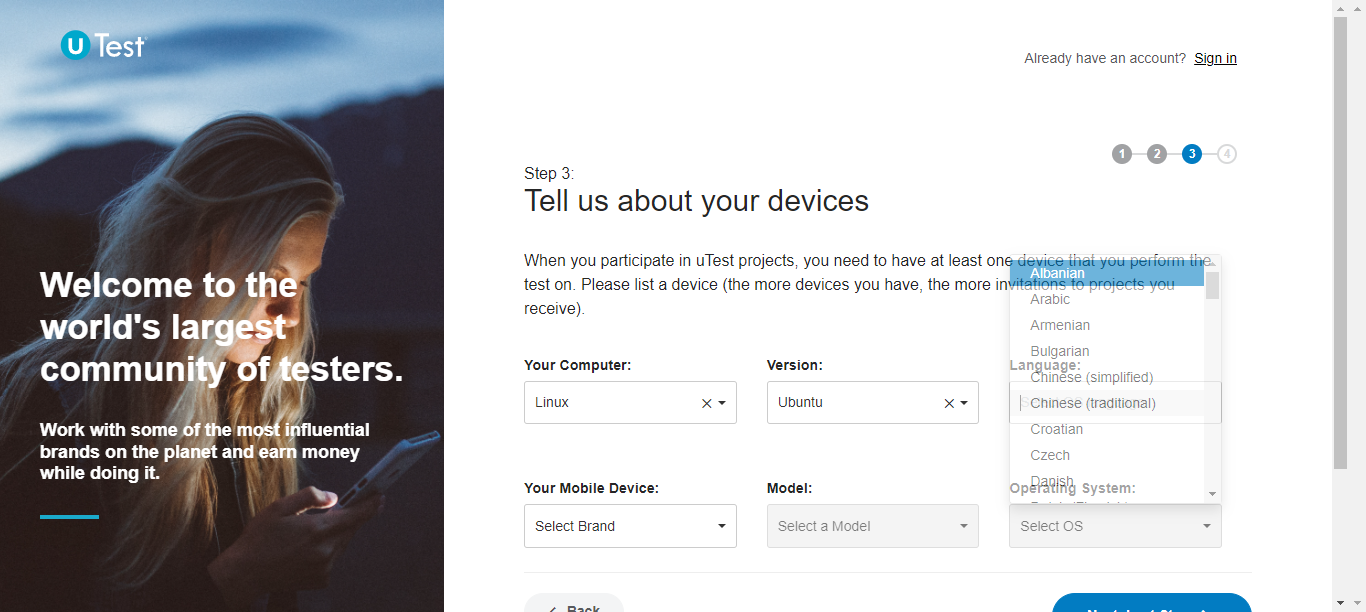 uTest
Already have an account? Sign in
1 2 3 4
Step 3:
Tell us about your devices
When you participate in uTest projects, you need to have at least one device that you perform the
test on. Please list a device (the more devices you have, the more invitations to projects you
receive).
Welcome to the
world's largest
community of testers.
Work with some of the most influential
brands on the planet and earn money
while doing it.
Your Computer:
Linux
Version:
Ubuntu
Language:
Albanian
Arabic
Armenian
Bulgarian
Chinese (simplified)
Chinese (traditional)
Croatian
Czech
Danish
Your Mobile Device:
Select Brand
Model:
Select a Model
Operating System:
Select OS
Back